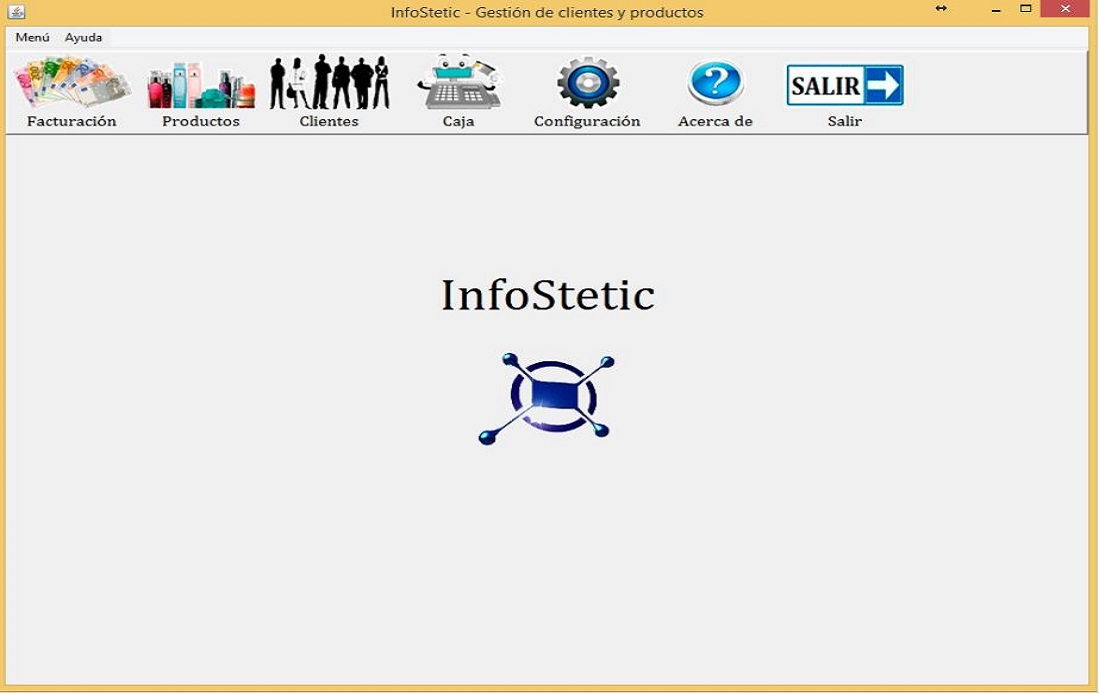 InfoStetic - Gestión de clientes y productos
Menú Ayuda
SALIR
Facturación Productos Clientes Caja Configuración Acerca de Salir
InfoStetic